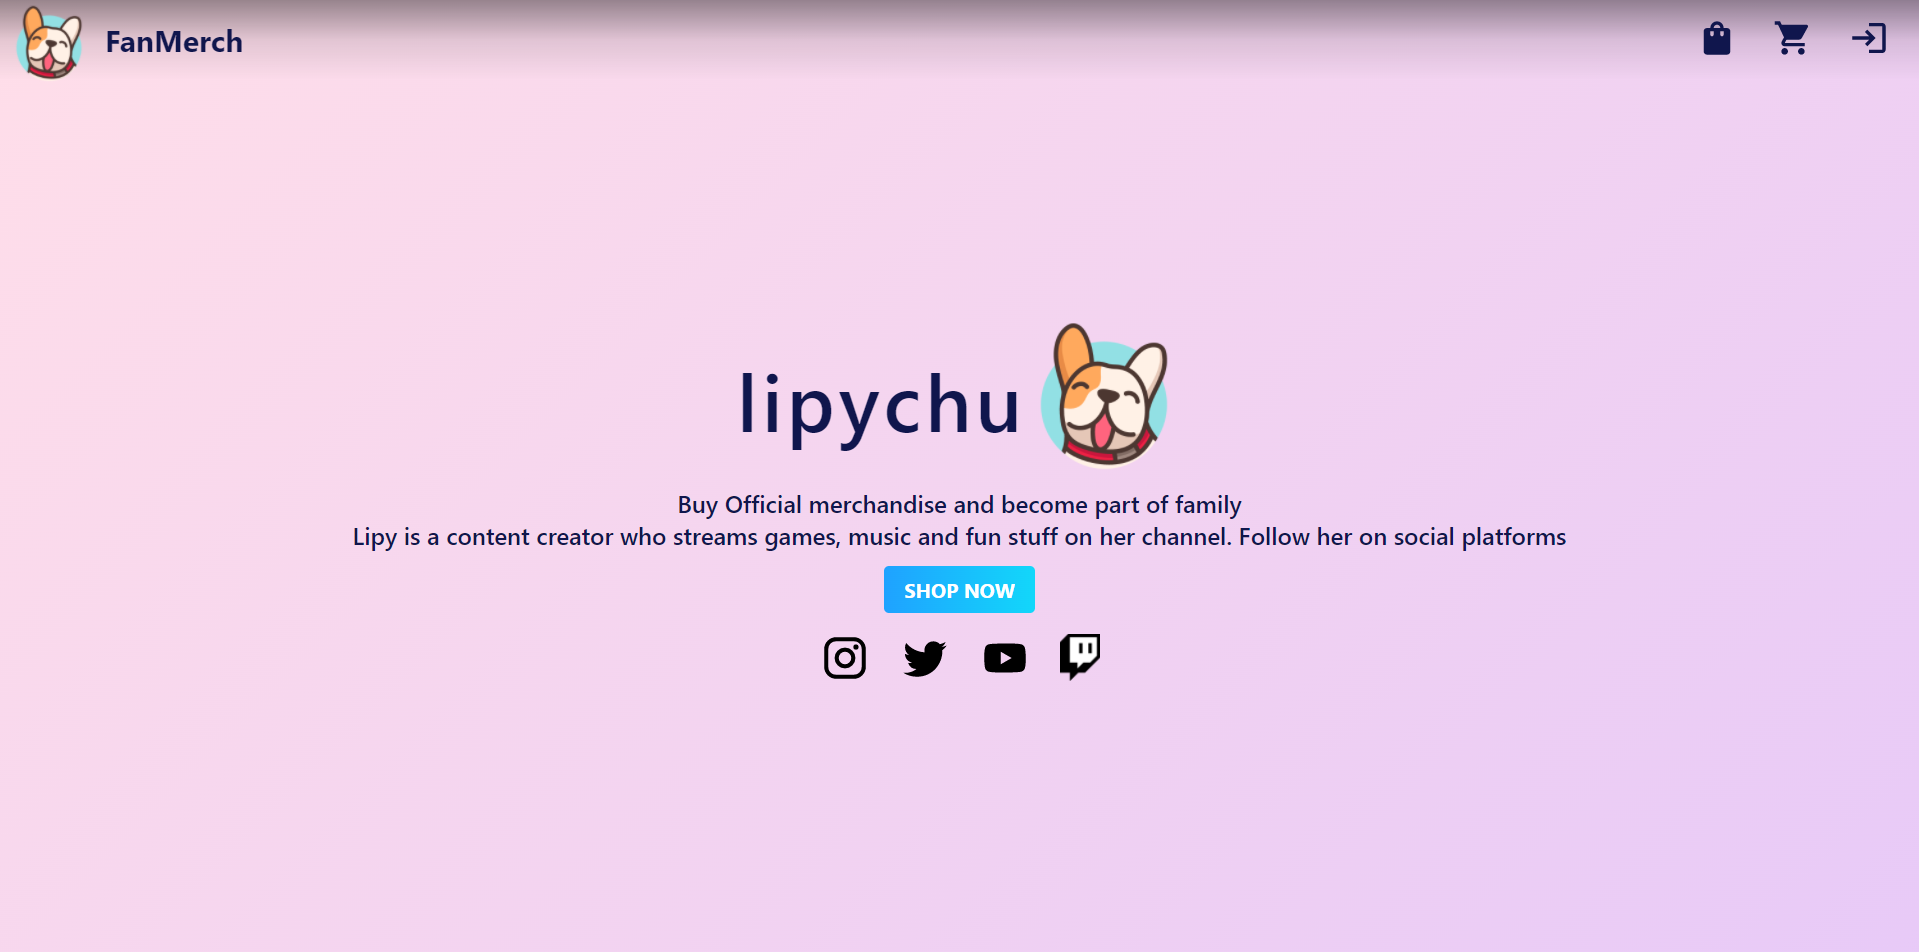 FanMerch
lipychu
Buy Official merchandise and become part of family
Lipy is a content creator who streams games, music and fun stuff on her channel. Follow her on social platforms
SHOP NOW